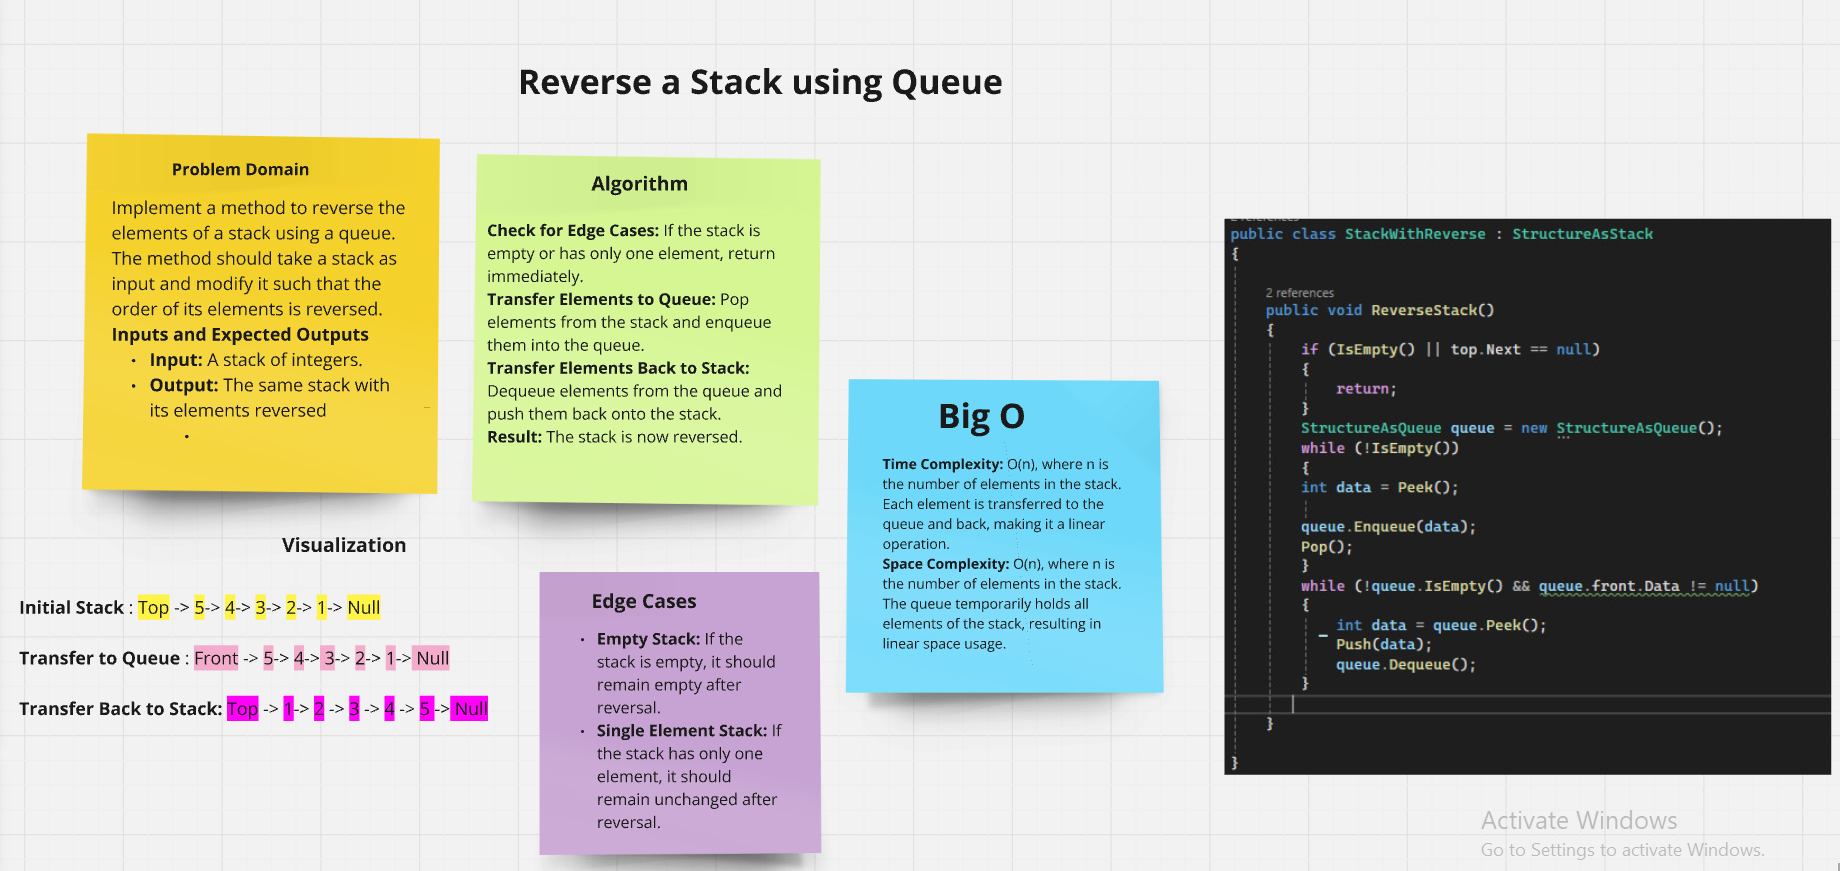 Reverse a Stack using Queue
Problem Domain
Implement a method to reverse the
elements of a stack using a queue.
The method should take a stack as
input and modify it such that the
order of its elements is reversed.
Inputs and Expected Outputs
• Input: A stack of integers.
• Output: The same stack with
its elements reversed
•
Algorithm
Check for Edge Cases: If the stack is
empty or has only one element, return
immediately.
Transfer Elements to Queue: Pop
elements from the stack and enqueue
them into the queue.
Transfer Elements Back to Stack:
Dequeue elements from the queue and
push them back onto the stack.
Result: The stack is now reversed.
Visualization
Initial Stack : Top -> 5-> 4-> 3-> 2-> 1-> Null
Transfer to Queue : Front -> 5-> 4-> 3-> 2-> 1-> Null
Transfer Back to Stack: Top -> 1-> 2 -> 3 -> 4 -> 5 -> Null
Edge Cases
• Empty Stack: If the
stack is empty, it should
remain empty after
reversal.
• Single Element Stack: If
the stack has only one
element, it should
remain unchanged after
reversal.
Big O
Time Complexity: O(n), where n is
the number of elements in the stack.
Each element is transferred to the
queue and back, making it a linear
operation.
Space Complexity: O(n), where n is
the number of elements in the stack.
The queue temporarily holds all
elements of the stack, resulting in
linear space usage.
2 references
public class StackWithReverse : StructureAsStack
{
2 references
public void ReverseStack()
{
if (IsEmpty() || top.Next == null)
{
return;
}
StructureAsQueue queue = new StructureAsQueue();
while (!IsEmpty())
{
int data = Peek();
queue.Enqueue(data);
Pop();
}
while (!queue.IsEmpty() && queue.front.Data != null)
{
int data = queue.Peek();
Push(data);
queue.Dequeue();
}
}
}
Activate Windows
Go to Settings to activate Windows.